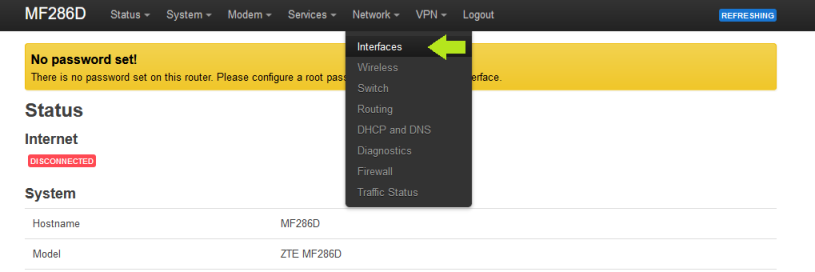 MF286D Status System Modem Services Network VPN Logout REFRESHING
Interfaces
Wireless
Switch
Routing
DHCP and DNS
Diagnostics
Firewall
Traffic Status
No password set!
There is no password set on this router. Please configure a root pas erface.
Status
Internet
DISCONNECTED
System
Hostname MF286D
Model ZTE MF286D